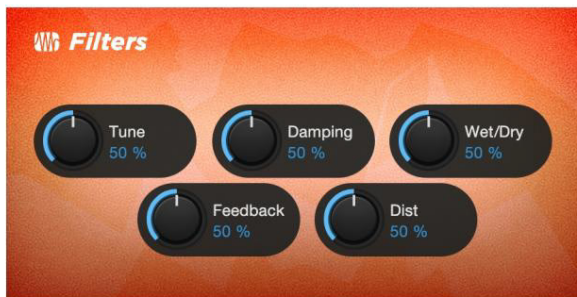 Filters
Tune
50 %
Damping
50 %
Wet/Dry
50 %
Feedback
50 %
Dist
50 %